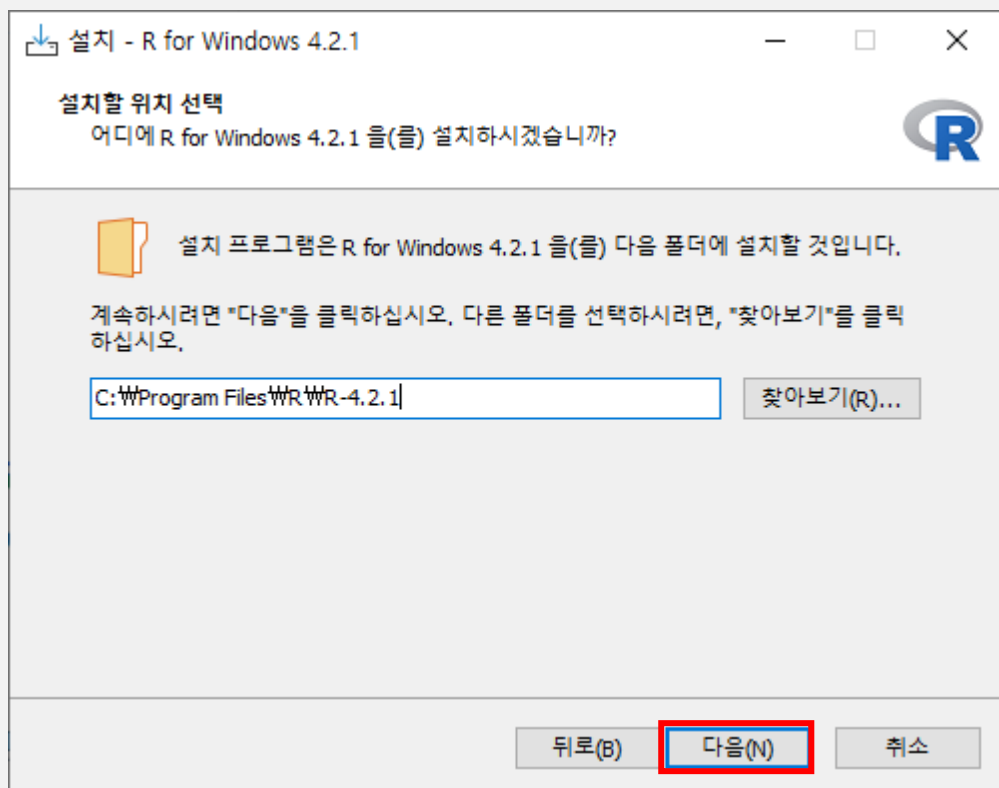 설치 - R for Windows 4.2.1
설치할 위치 선택
어디에 R for Windows 4.2.1 을(를) 설치하시겠습니까?
R
설치 프로그램은 R for Windows 4.2.1 을(를) 다음 폴더에 설치할 것입니다.
계속하시려면 "다음"을 클릭하십시오. 다른 폴더를 선택하시려면, "찾아보기"를 클릭
하십시오.
C:₩Program Files₩R₩R-4.2.1
찾아보기(R)...
뒤로(B)
다음(N)
취소